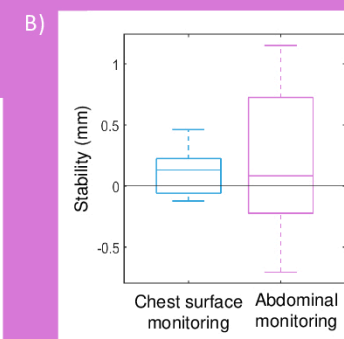 B)
1
0.5
0
-0.5
Stability (mm)
Chest surface
monitoring
Abdominal
monitoring